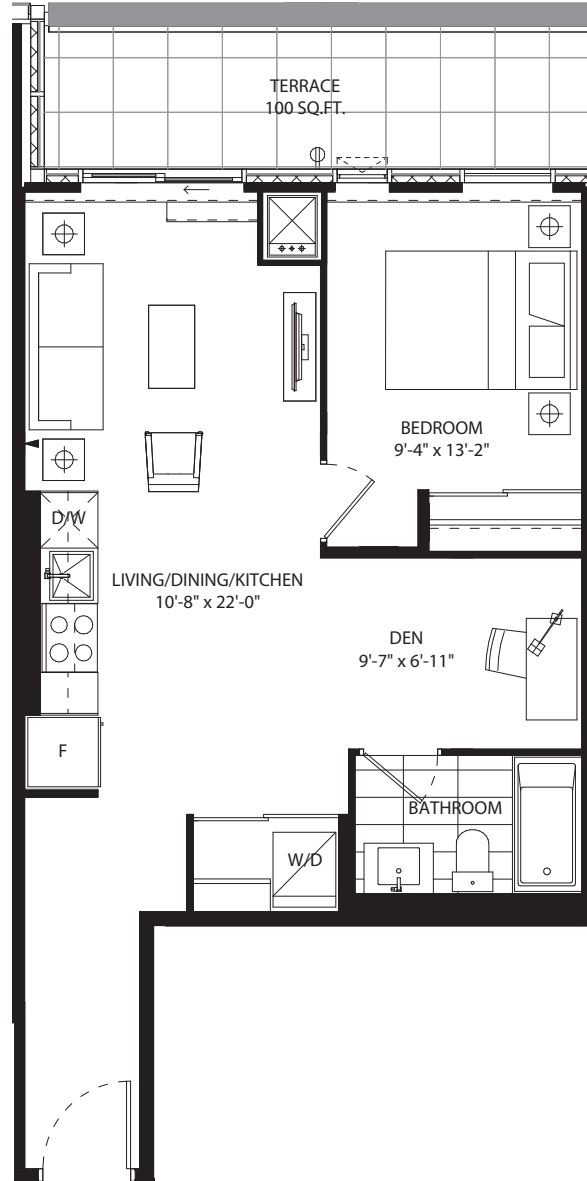 TERRACE
100 SQ.FT.
BEDROOM
9'-4" x 13'-2"
D/W
LIVING/DINING/KITCHEN
10'-8" x 22'-0"
DEN
9'-7" x 6'-11"
F
BATHROOM
W/D